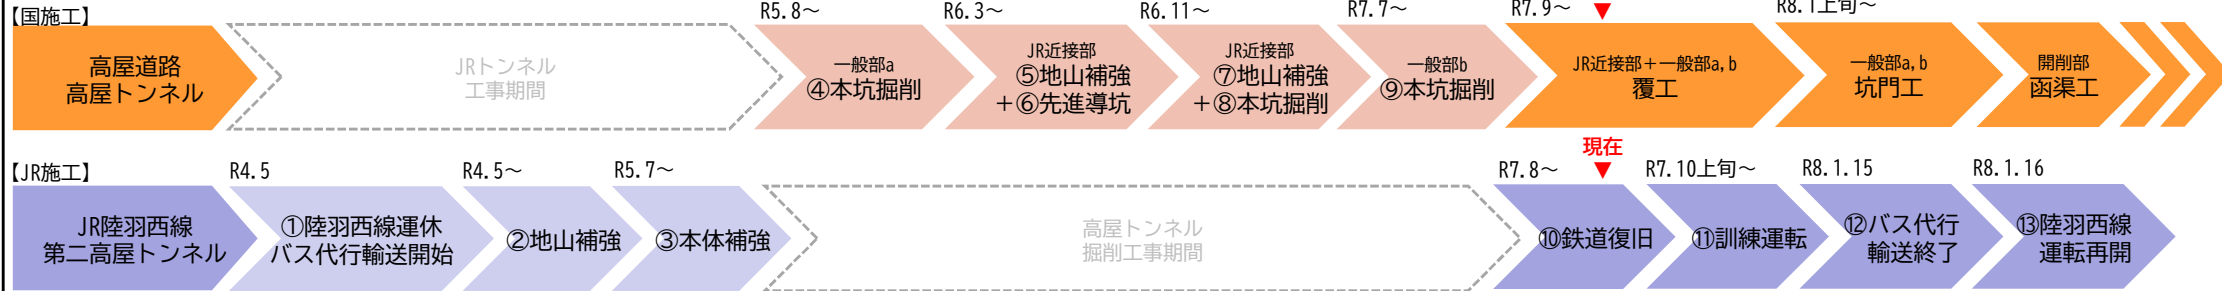 【国施工】
R5.8～
R6.3～
R6.11～
R7.7～
R7.9～
▼
R8.1上旬～
高屋道路
高屋トンネル
JRトンネル
工事期間
一般部a
④本坑掘削
JR近接部
⑤地山補強
＋⑥先進導坑
JR近接部
⑦地山補強
＋⑧本坑掘削
一般部b
⑨本坑掘削
JR近接部＋一般部a,b
覆工
一般部a,b
坑門工
開削部
函渠工
【JR施工】
R4.5
R4.5～
R5.7～
R7.8～
現在
▼
R7.10上旬～
R8.1.15
R8.1.16
JR陸羽西線
第二高屋トンネル
①陸羽西線運休
バス代行輸送開始
②地山補強
③本体補強
高屋トンネル
掘削工事期間
⑩鉄道復旧
⑪訓練運転
⑫バス代行
輸送終了
⑬陸羽西線
運転再開